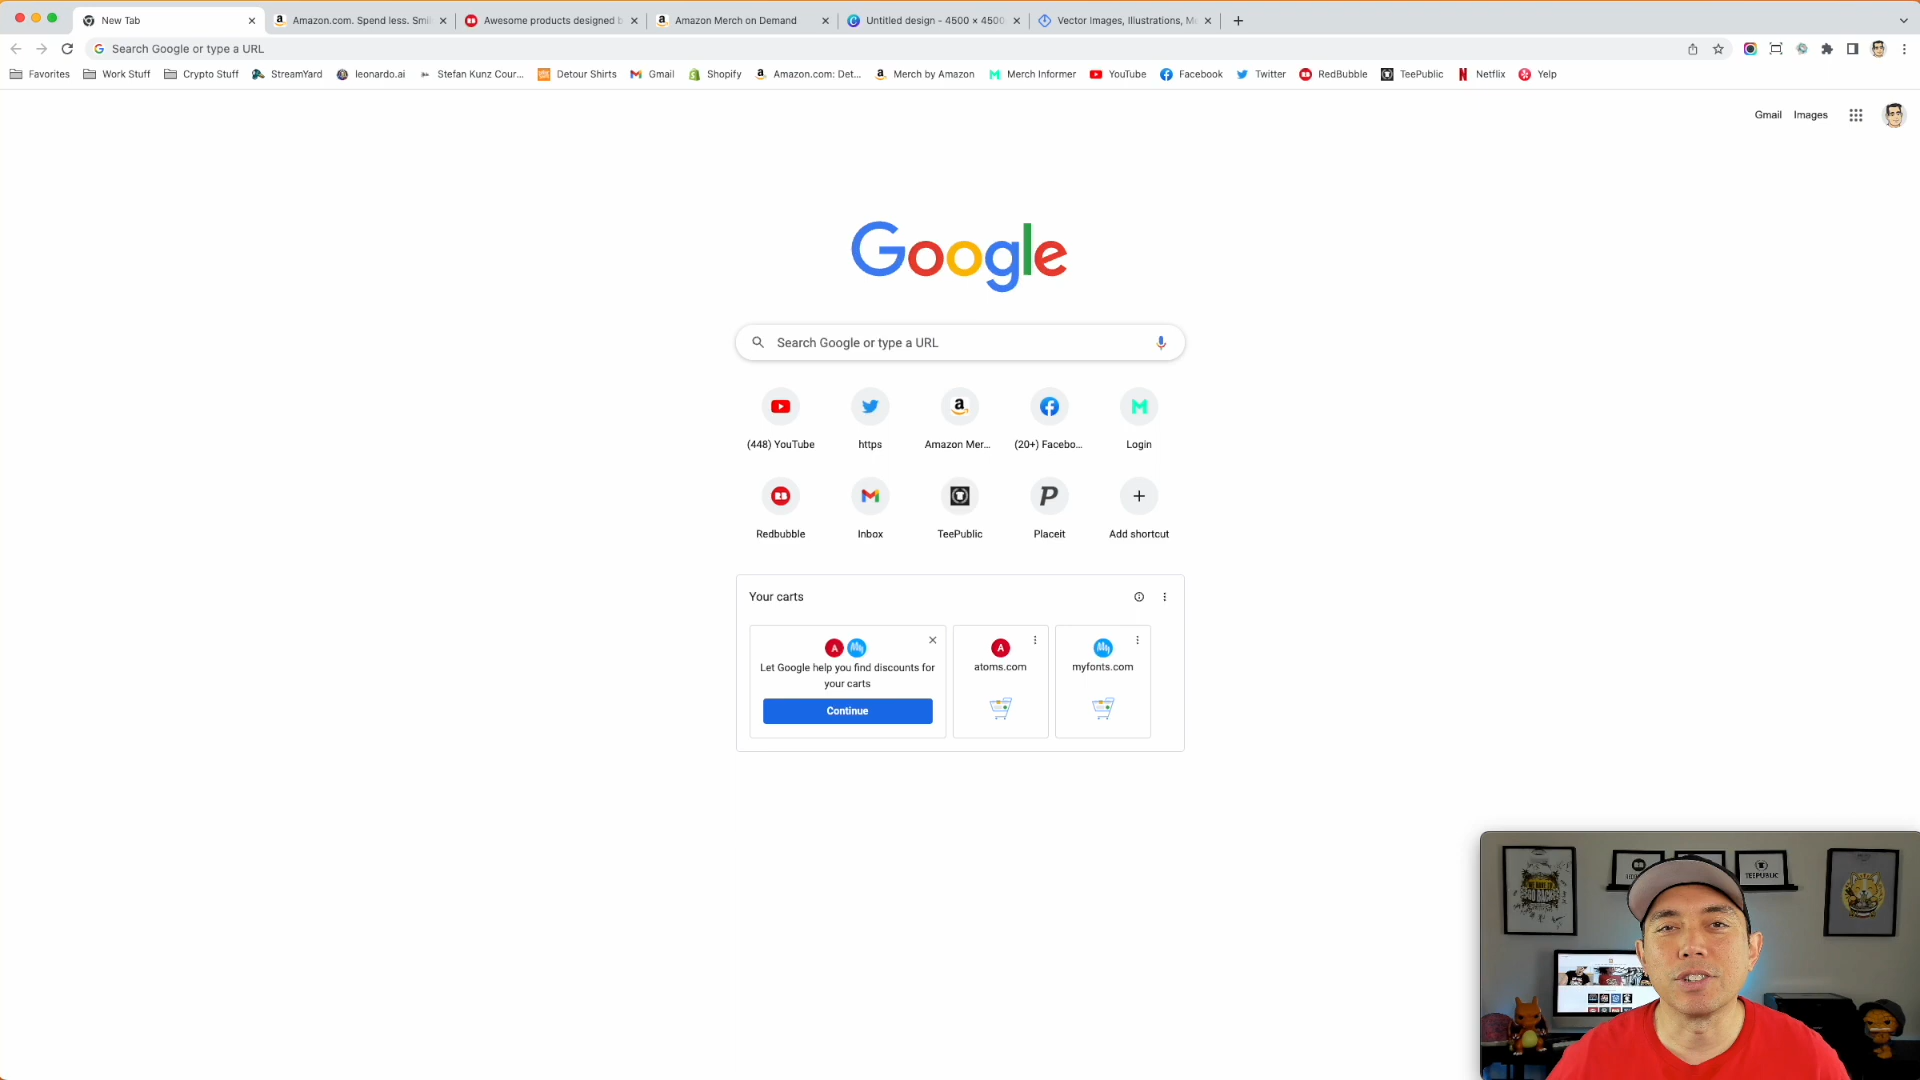 New Tab
Amazon.com. Spend less. Smi
Awesome products designed b
Amazon Merch on Demand
Untitled design - 4500 × 4500
Vector Images, Illustrations, M
Search Google or type a URL
Favorites
Work Stuff
Crypto Stuff
StreamYard
leonardo.ai
Stefan Kunz Cour...
Detour Shirts
Gmail
Shopify
Amazon.com: Det...
Merch by Amazon
Merch Informer
YouTube
Facebook
Twitter
RedBubble
TeePublic
Netflix
Yelp
Gmail
Images
Google
Search Google or type a URL
(448) YouTube
https
Amazon Mer...
(20+) Facebo...
Login
Redbubble
Inbox
TeePublic
Placeit
Add shortcut
Your carts
Let Google help you find discounts for
your carts
Continue
atoms.com
myfonts.com
TEEPUBLIC